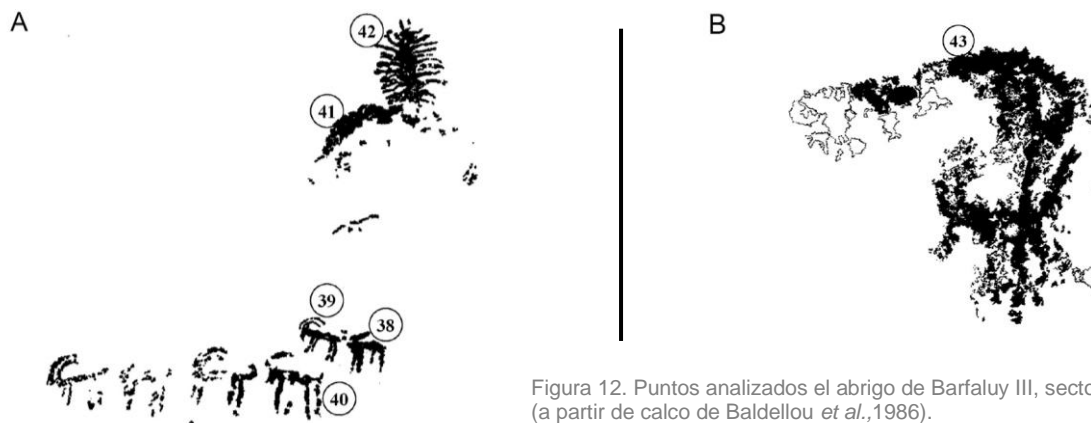 A
42
41
39
38
40
B
43
Figura 12. Puntos analizados el abrigo de Barfaluy III, secto
(a partir de calco de Baldellou et al.,1986).